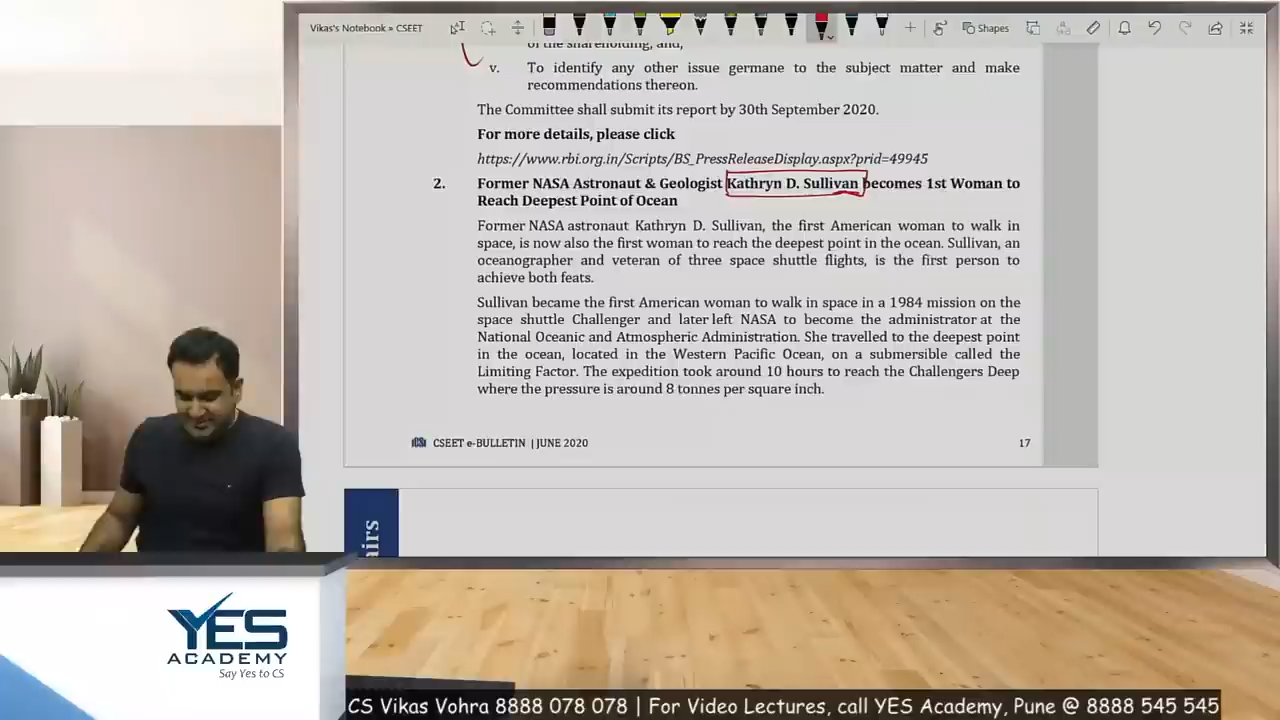 Vikas's Notebook » CSEET
Shapes
of the shareholding, and,
v. To identify any other issue germane to the subject matter and make
recommendations thereon.
The Committee shall submit its report by 30th September 2020.
For more details, please click
https://www.rbi.org.in/Scripts/BS_PressReleaseDisplay.aspx?prid=49945
2. Former NASA Astronaut & Geologist Kathryn D. Sullivan becomes 1st Woman to
Reach Deepest Point of Ocean
Former NASA astronaut Kathryn D. Sullivan, the first American woman to walk in
space, is now also the first woman to reach the deepest point in the ocean. Sullivan, an
oceanographer and veteran of three space shuttle flights, is the first person to
achieve both feats.
Sullivan became the first American woman to walk in space in a 1984 mission on the
space shuttle Challenger and later left NASA to become the administrator at the
National Oceanic and Atmospheric Administration. She travelled to the deepest point
in the ocean, located in the Western Pacific Ocean, on a submersible called the
Limiting Factor. The expedition took around 10 hours to reach the Challengers Deep
where the pressure is around 8 tonnes per square inch.
ICSI CSEET e-BULLETIN | JUNE 2020 17
airs
YES
ACADEMY
Say Yes to CS
CS Vikas Vohra 8888 078 078 | For Video Lectures, call YES Academy, Pune @ 8888 545 545